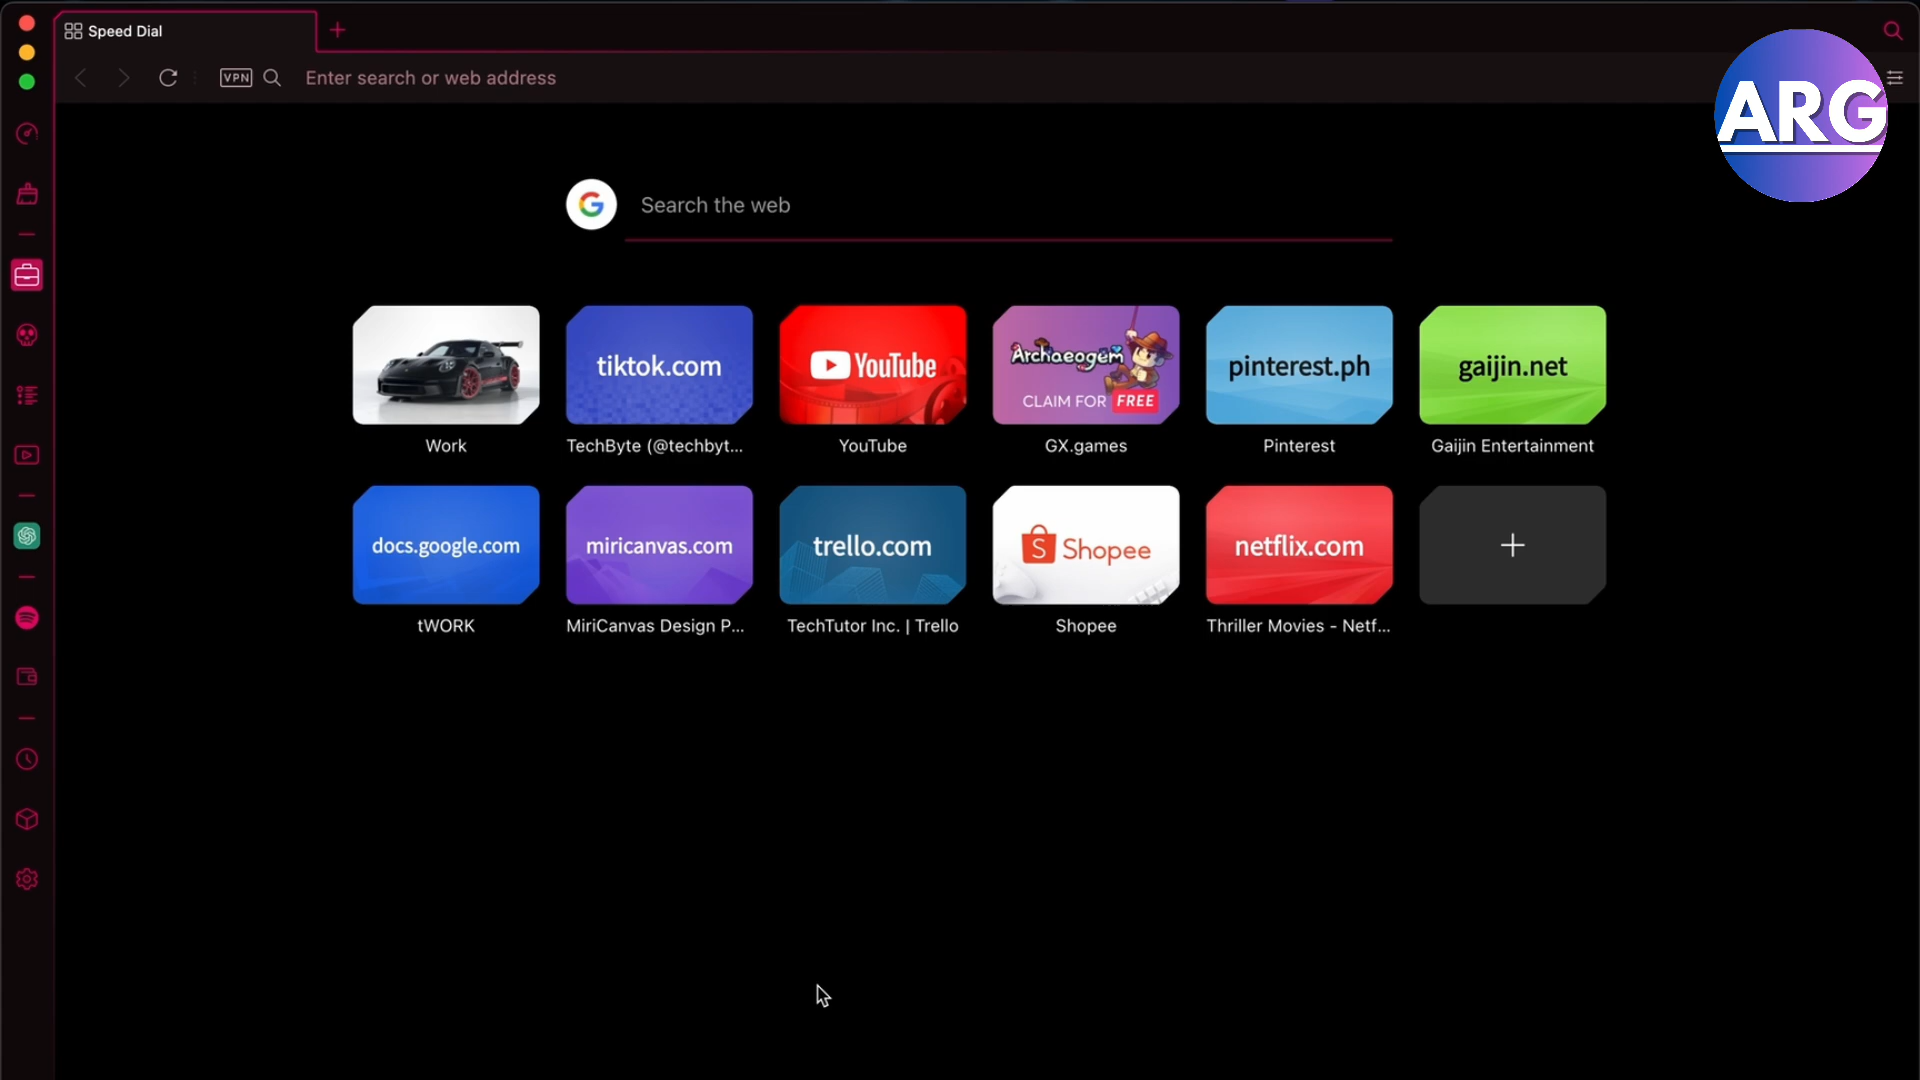 Speed Dial
VPN
Enter search or web address
ARG
Search the web
tiktok.com
YouTube
Archaeogem
CLAIM FOR FREE
pinterest.ph
gaijin.net
Work
TechByte (@techbyt...
YouTube
GX.games
Pinterest
Gaijin Entertainment
docs.google.com
miricanvas.com
trello.com
Shopee
netflix.com
tWORK
MiriCanvas Design P...
TechTutor Inc. | Trello
Shopee
Thriller Movies - Netf...